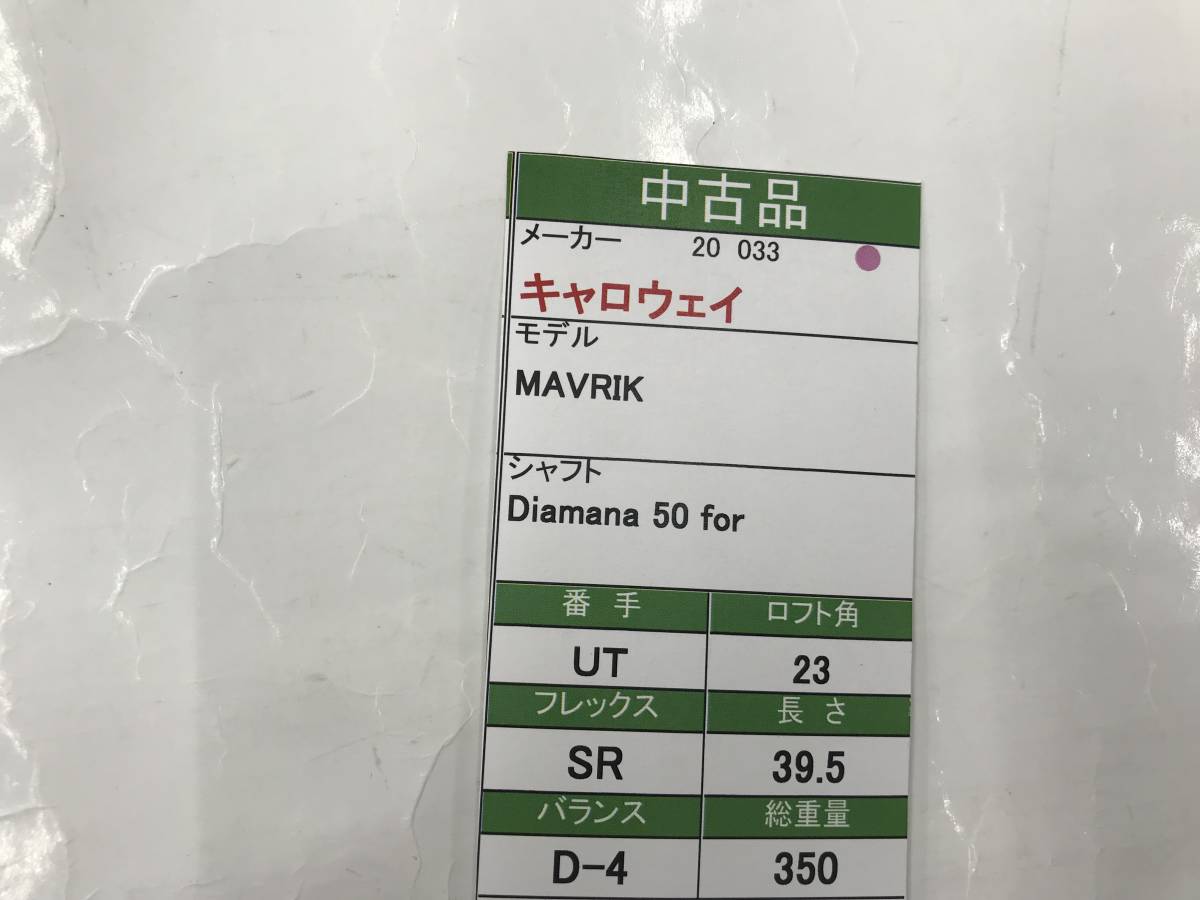 中古品
メーカー 20 033
キャロウェイ
モデル
MAVRIK
シャフト
Diamana 50 for
番 手 ロフト角
UT 23
フレックス 長 さ
SR 39.5
バランス 総重量
D-4 350